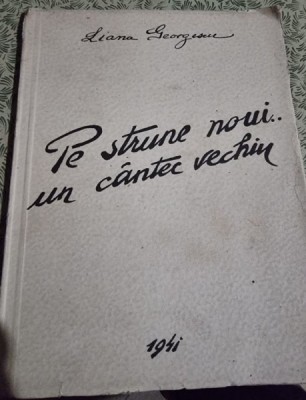 Liana Georgescu
Pe strune noui..
un cântec vechiu
1941